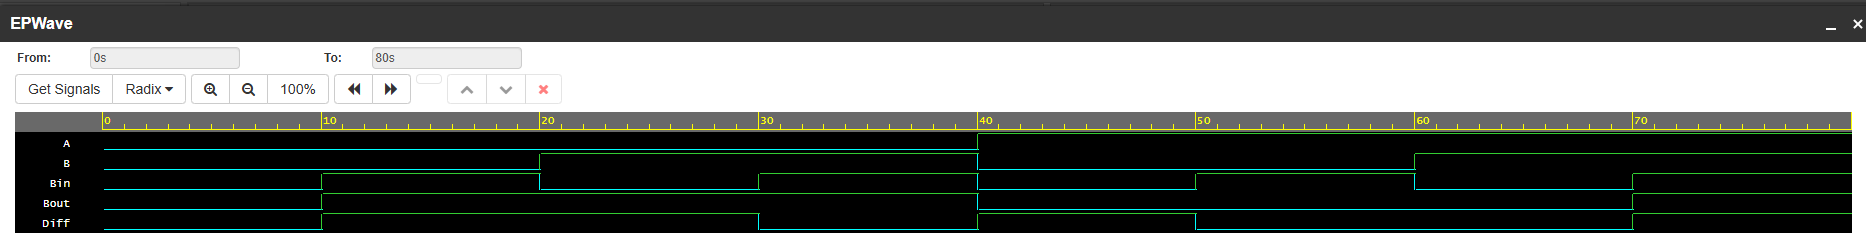 EPWave
From: 0s To: 80s
Get Signals Radix 100%
0 10 20 30 40 50 60 70
A
B
Bin
Bout
Diff